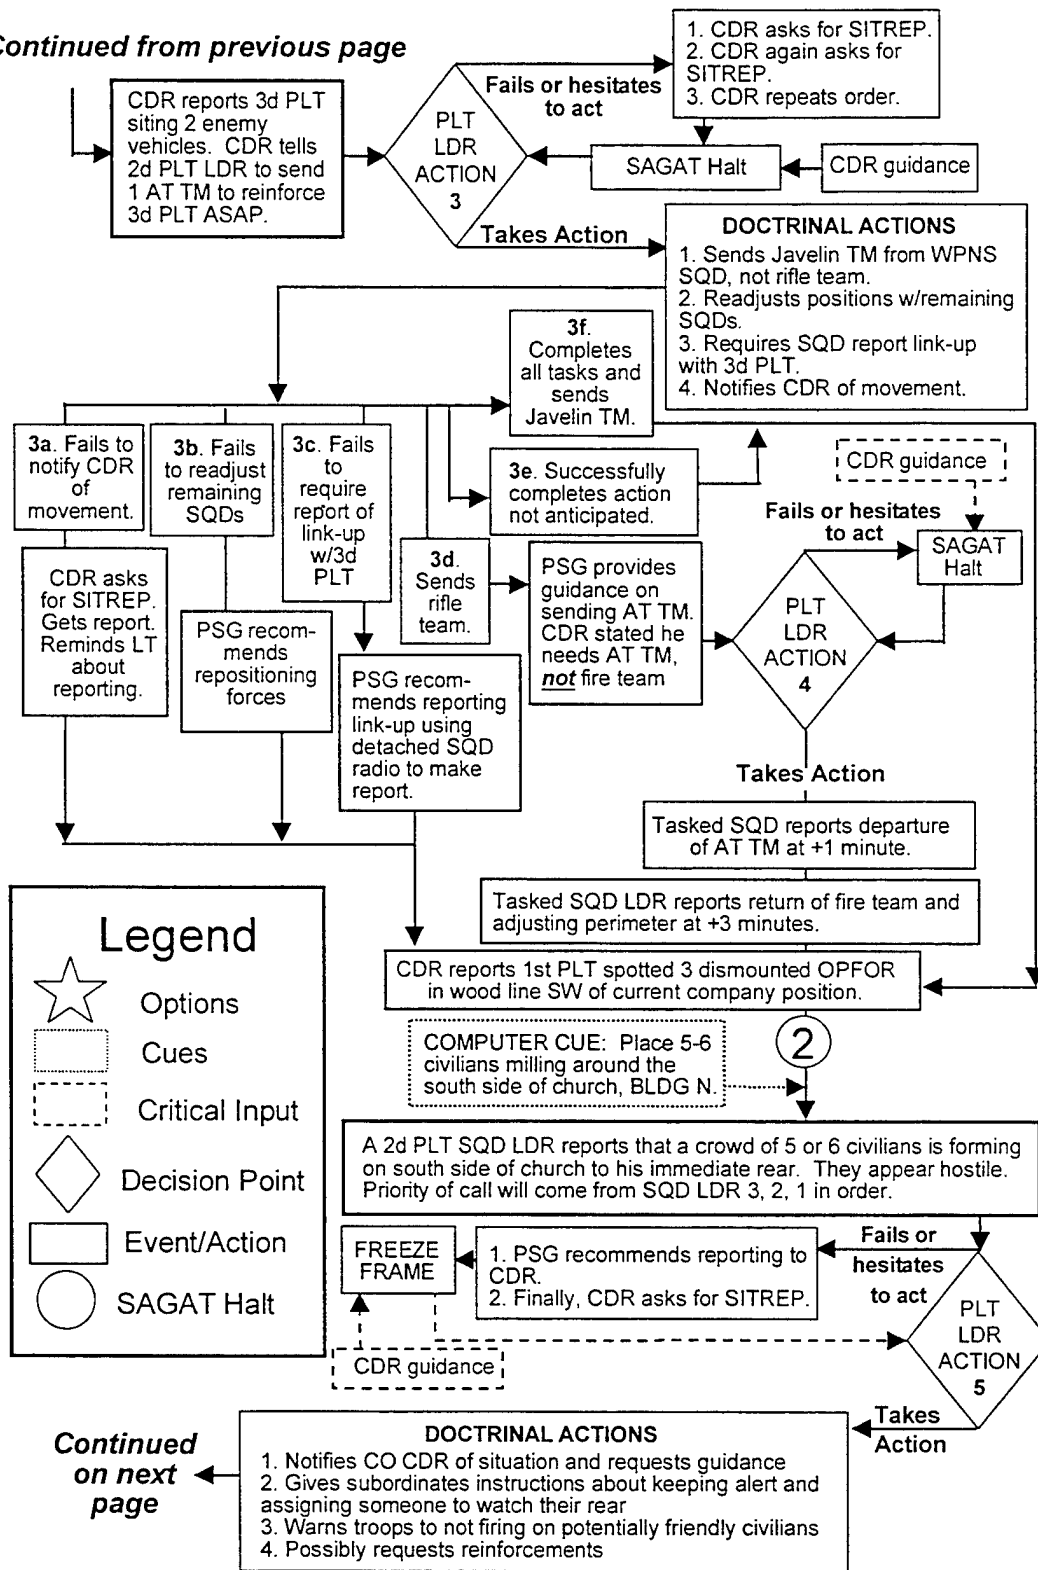 Continued from previous page
CDR reports 3d PLT
siting 2 enemy
vehicles. CDR tells
2d PLT LDR to send
1 AT TM to reinforce
3d PLT ASAP.
PLT
LDR
ACTION
3
Fails or hesitates
to act
1. CDR asks for SITREP.
2. CDR again asks for
SITREP.
3. CDR repeats order.
SAGAT Halt
CDR guidance
Takes Action
DOCTRINAL ACTIONS
1. Sends Javelin TM from WPNS
SQD, not rifle team.
2. Readjusts positions w/remaining
SQDs.
3. Requires SQD report link-up
with 3d PLT.
4. Notifies CDR of movement.
3f.
Completes
all tasks and
sends
Javelin TM.
3a. Fails to
notify CDR
of
movement.
3b. Fails
to readjust
remaining
SQDs
3c. Fails
to
require
report of
link-up
w/3d
PLT
3d.
Sends
rifle
team.
3e. Successfully
completes action
not anticipated.
CDR guidance
Fails or hesitates
to act
SAGAT
Halt
CDR asks
for SITREP.
Gets report.
Reminds LT
about
reporting.
PSG recom-
mends
repositioning
forces
PSG recom-
mends reporting
link-up using
detached SQD
radio to make
report.
PSG provides
guidance on
sending AT TM.
CDR stated he
needs AT TM,
not fire team
PLT
LDR
ACTION
4
Takes Action
Tasked SQD reports departure
of AT TM at +1 minute.
Tasked SQD LDR reports return of fire team and
adjusting perimeter at +3 minutes.
CDR reports 1st PLT spotted 3 dismounted OPFOR
in wood line SW of current company position.
2
COMPUTER CUE: Place 5-6
civilians milling around the
south side of church, BLDG N.
A 2d PLT SQD LDR reports that a crowd of 5 or 6 civilians is forming
on south side of church to his immediate rear. They appear hostile.
Priority of call will come from SQD LDR 3, 2, 1 in order.
Legend
Options
Cues
Critical Input
Decision Point
Event/Action
SAGAT Halt
FREEZE
FRAME
1. PSG recommends reporting to
CDR.
2. Finally, CDR asks for SITREP.
Fails or
hesitates
to act
PLT
LDR
ACTION
5
CDR guidance
Takes
Action
DOCTRINAL ACTIONS
1. Notifies CO CDR of situation and requests guidance
2. Gives subordinates instructions about keeping alert and
assigning someone to watch their rear
3. Warns troops to not firing on potentially friendly civilians
4. Possibly requests reinforcements
Continued
on next
page